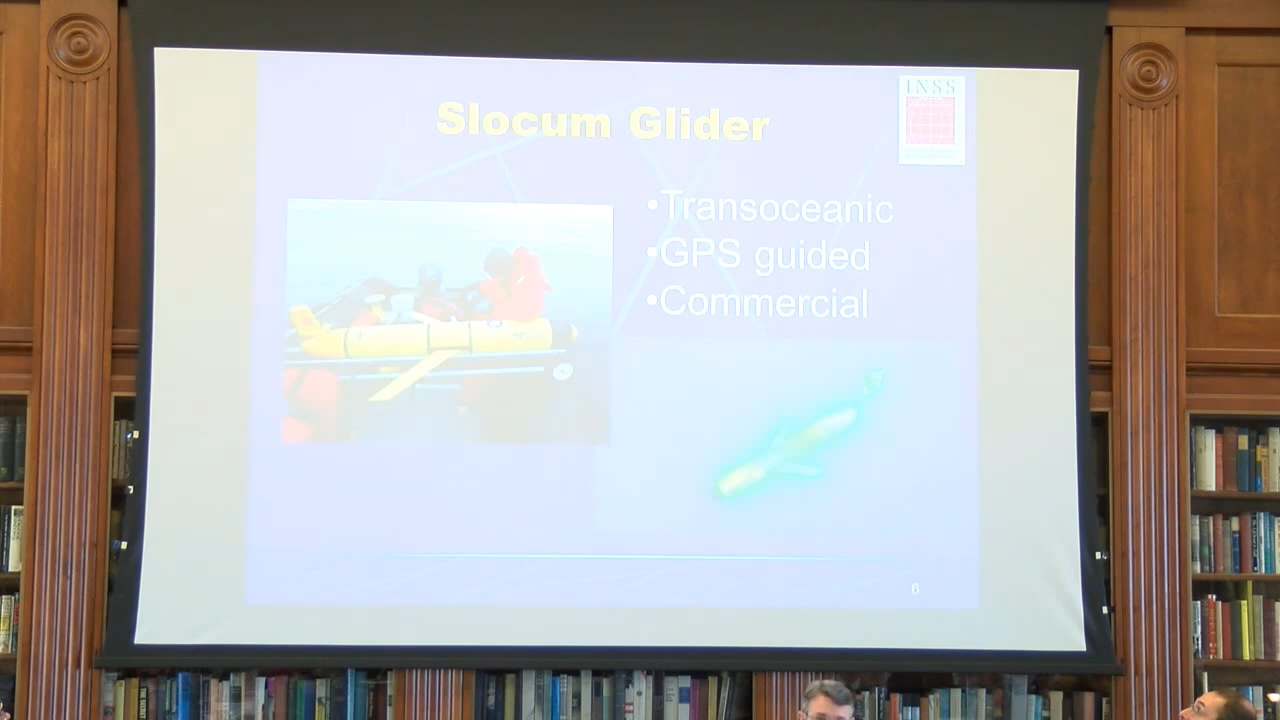 INSS
Slocum Glider
•Transoceanic
•GPS guided
•Commercial
6